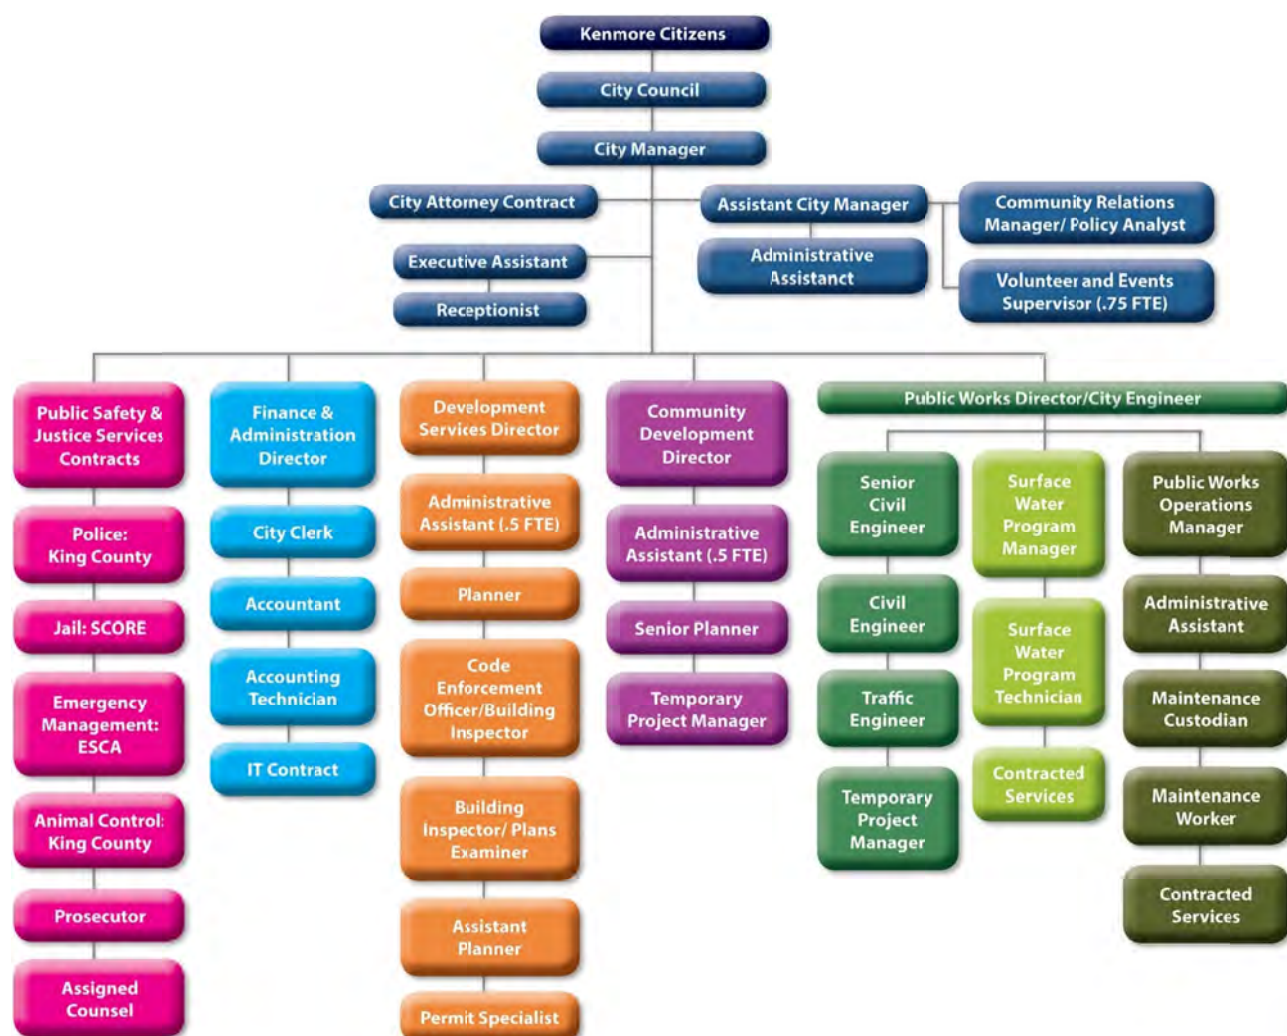 Kenmore Citizens
City Council
City Manager
City Attorney Contract
Assistant City Manager
Community Relations
Manager/ Policy Analyst
Executive Assistant
Administrative
Assistanct
Volunteer and Events
Supervisor (.75 FTE)
Receptionist
Public Safety &
Justice Services
Contracts
Police:
King County
Jail: SCORE
Emergency
Management:
ESCA
Animal Control:
King County
Prosecutor
Assigned
Counsel
Finance &
Administration
Director
City Clerk
Accountant
Accounting
Technician
IT Contract
Development
Services Director
Administrative
Assistant (.5 FTE)
Planner
Code
Enforcement
Officer/Building
Inspector
Building
Inspector/ Plans
Examiner
Assistant
Planner
Permit Specialist
Community
Development
Director
Administrative
Assistant (.5 FTE)
Senior Planner
Temporary
Project Manager
Public Works Director/City Engineer
Senior
Civil
Engineer
Civil
Engineer
Traffic
Engineer
Temporary
Project
Manager
Surface
Water
Program
Manager
Surface
Water
Program
Technician
Contracted
Services
Public Works
Operations
Manager
Administrative
Assistant
Maintenance
Custodian
Maintenance
Worker
Contracted
Services